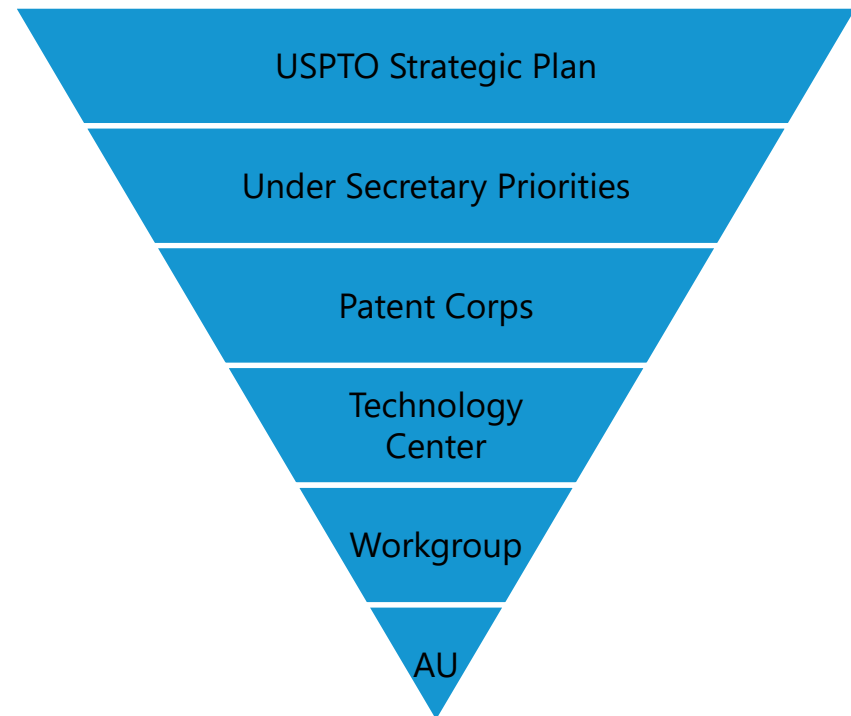 USPTO Strategic Plan
Under Secretary Priorities
Patent Corps
Technology
Center
Workgroup
AU